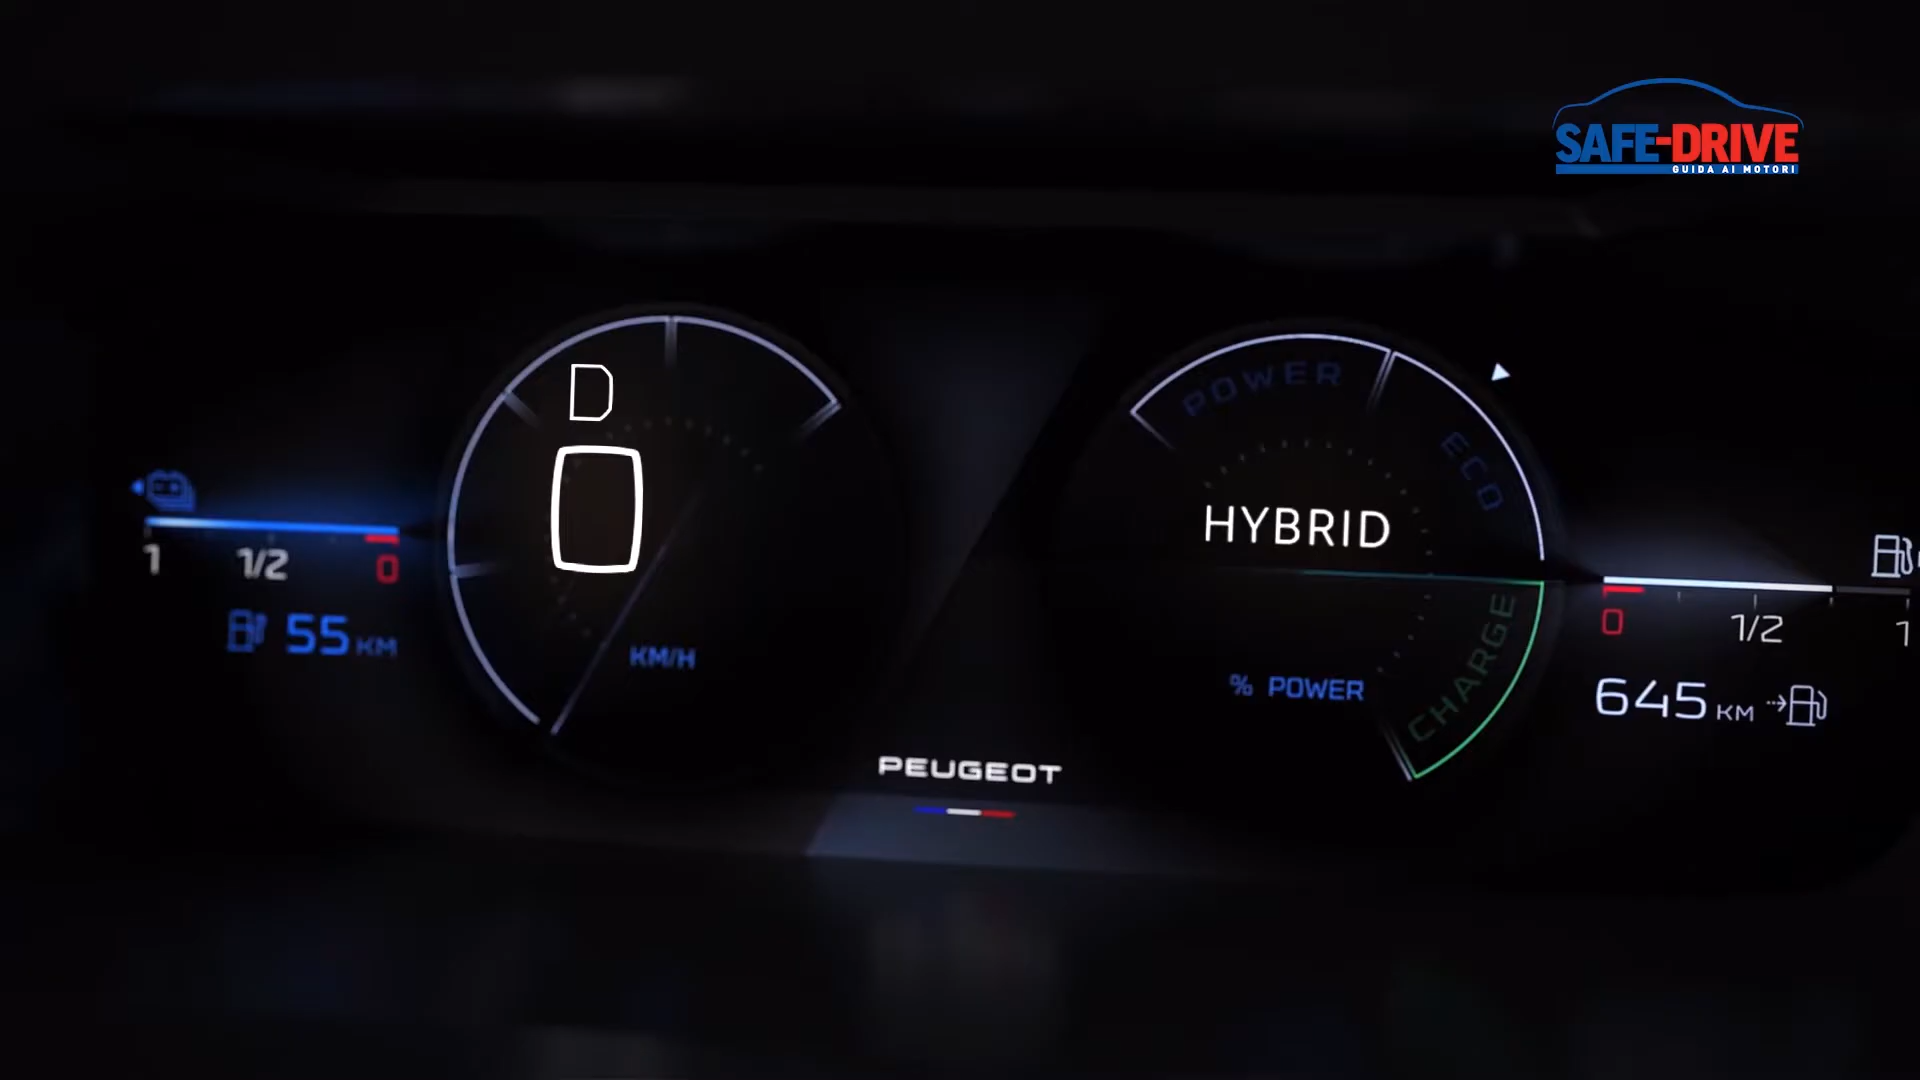 SAFE-DRIVE
GUIDA AI MOTORI
D
0
KM/H
1 1/2 0
55 KM
POWER
ECO
HYBRID
CHARGE
% POWER
0 1/2 1
645 KM
PEUGEOT